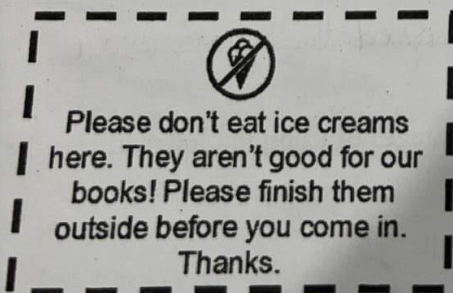 Please don't eat ice creams
here. They aren't good for our
books! Please finish them
outside before you come in.
Thanks.